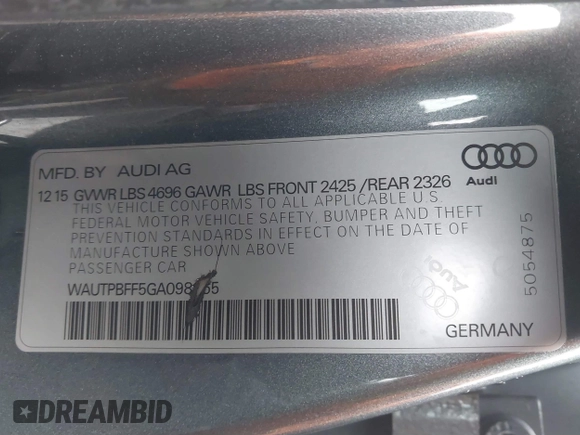 MFD. BY AUDI AG
Audi
12 15 GVWR LBS 4696 GAWR LBS FRONT 2425 / REAR 2326
THIS VEHICLE CONFORMS TO ALL APPLICABLE U.S.
FEDERAL MOTOR VEHICLE SAFETY, BUMPER AND THEFT
PREVENTION STANDARDS IN EFFECT ON THE DATE OF
MANUFACTURE SHOWN ABOVE
PASSENGER CAR
Audi
5054875
GERMANY
DREAMBID